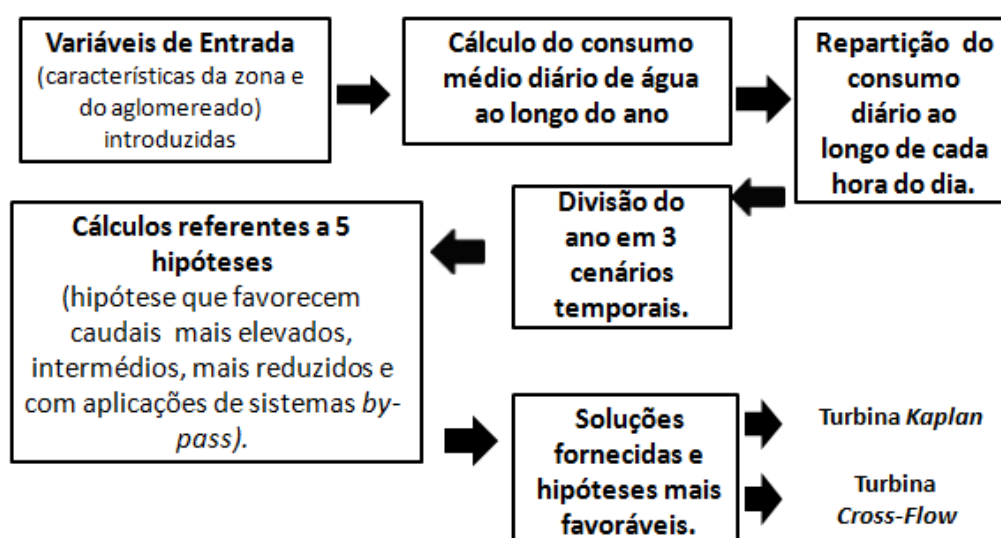 Variáveis de Entrada
(características da zona e
do aglomereado)
introduzidas
Cálculo do consumo
médio diário de água
ao longo do ano
Repartição do
consumo
diário ao
longo de cada
hora do dia.
Divisão do
ano em 3
cenários
temporais.
Cálculos referentes a 5
hipóteses
(hipótese que favorecem
caudais mais elevados,
intermédios, mais reduzidos e
com aplicações de sistemas by-
pass).
Soluções
fornecidas e
hipóteses mais
favoráveis.
Turbina Kaplan
Turbina
Cross-Flow